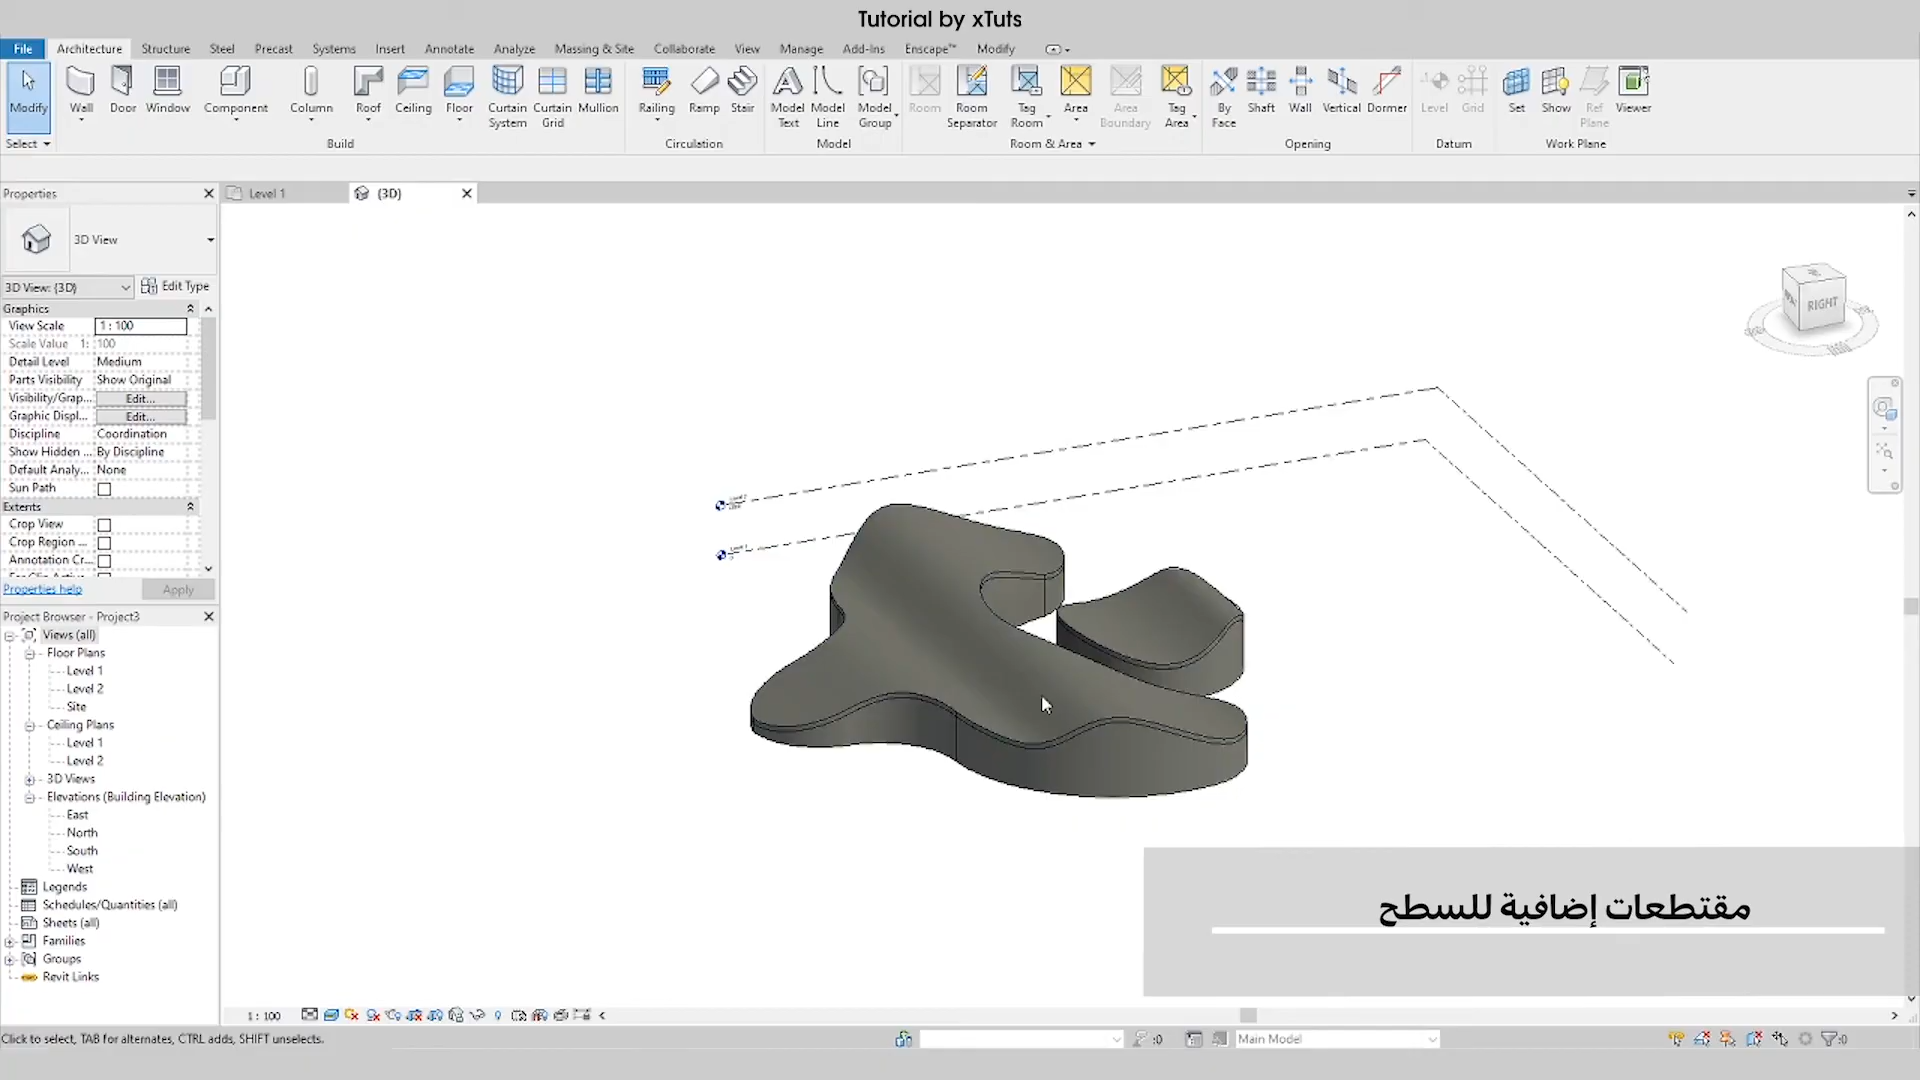 Tutorial by xTuts
File Architecture Structure Steel Precast Systems Insert Annotate Analyze Massing & Site Collaborate View Manage Add-Ins Enscape™ Modify
Modify Wall Door Window Component Column Roof Ceiling Floor Curtain System Curtain Grid Mullion Railing Ramp Stair Model Text Model Line Model Group Room Room Separator Tag Room Area Area Boundary Tag Area By Face Shaft Wall Vertical Dormer Level Grid Set Show Ref Plane Viewer
Select Build Circulation Model Room & Area Opening Datum Work Plane
Properties
Level 1 {3D}
3D View
3D View: {3D} Edit Type
Graphics
View Scale 1 : 100
Scale Value 1: 100
Detail Level Medium
Parts Visibility Show Original
Visibility/Grap... Edit...
Graphic Displ... Edit...
Discipline Coordination
Show Hidden ... By Discipline
Default Analy... None
Sun Path
Extents
Crop View
Crop Region ...
Annotation Cr...
Properties help Apply
Project Browser - Project3
Views (all)
Floor Plans
Level 1
Level 2
Site
Ceiling Plans
Level 1
Level 2
3D Views
Elevations (Building Elevation)
East
North
South
West
Legends
Schedules/Quantities (all)
Sheets (all)
Families
Groups
Revit Links
RIGHT
مقتطعات إضافية للسطح
1 : 100
Click to select, TAB for alternates, CTRL adds, SHIFT unselects.
:0
Main Model
:0